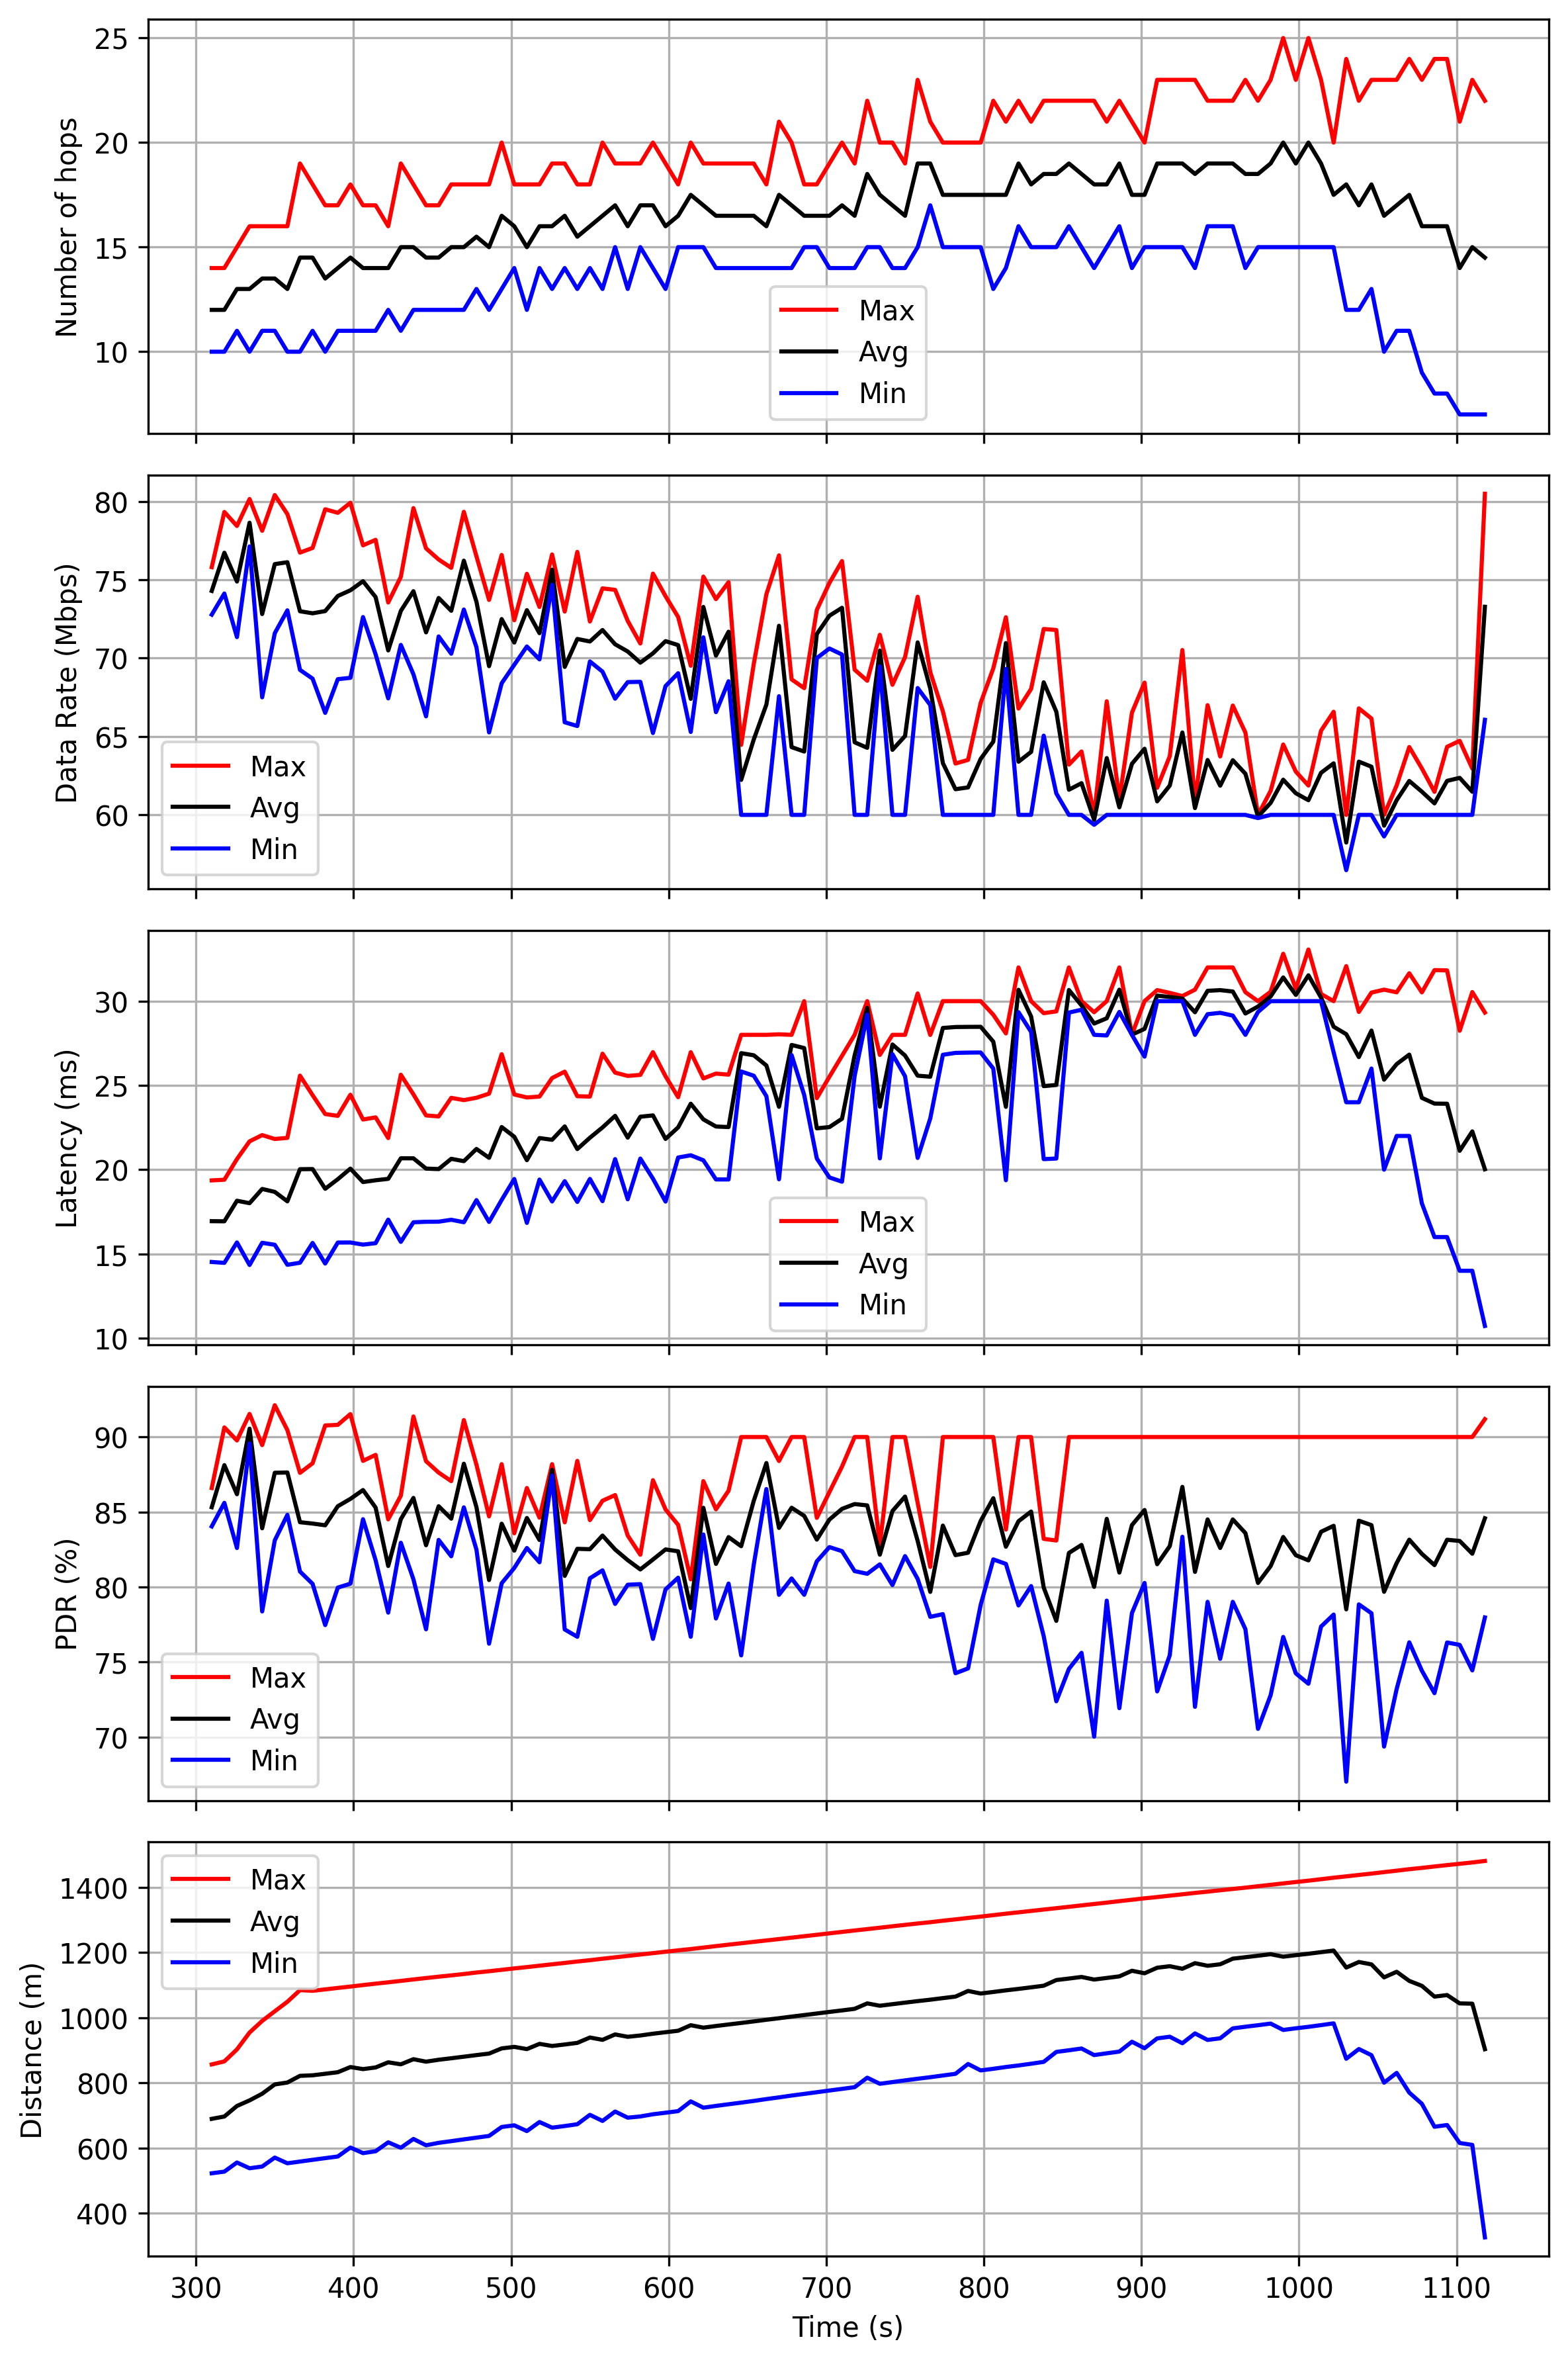 Number of hops
25
20
15
10
Max
Avg
Min
Data Rate (Mbps)
80
75
70
65
60
Max
Avg
Min
Latency (ms)
30
25
20
15
10
Max
Avg
Min
PDR (%)
90
85
80
75
70
Max
Avg
Min
Distance (m)
1400
1200
1000
800
600
400
Max
Avg
Min
300 400 500 600 700 800 900 1000 1100
Time (s)